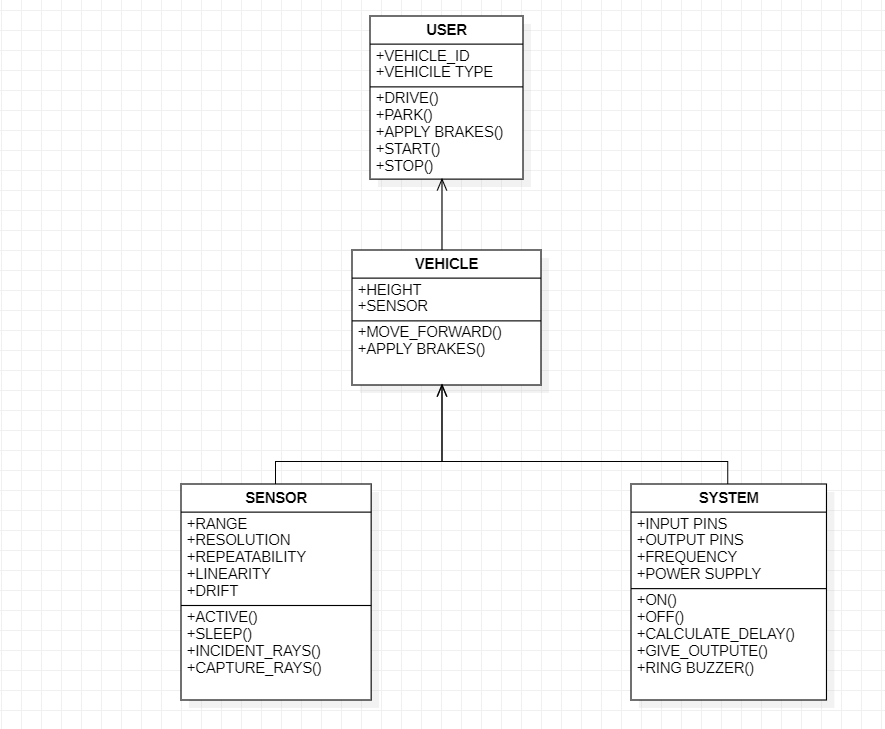 USER
+VEHICLE_ID
+VEHICILE TYPE
+DRIVE()
+PARK()
+APPLY BRAKES()
+START()
+STOP()
VEHICLE
+HEIGHT
+SENSOR
+MOVE_FORWARD()
+APPLY BRAKES()
SENSOR
+RANGE
+RESOLUTION
+REPEATABILITY
+LINEARITY
+DRIFT
+ACTIVE()
+SLEEP()
+INCIDENT_RAYS()
+CAPTURE_RAYS()
SYSTEM
+INPUT PINS
+OUTPUT PINS
+FREQUENCY
+POWER SUPPLY
+ON()
+OFF()
+CALCULATE_DELAY()
+GIVE_OUTPUTE()
+RING BUZZER()